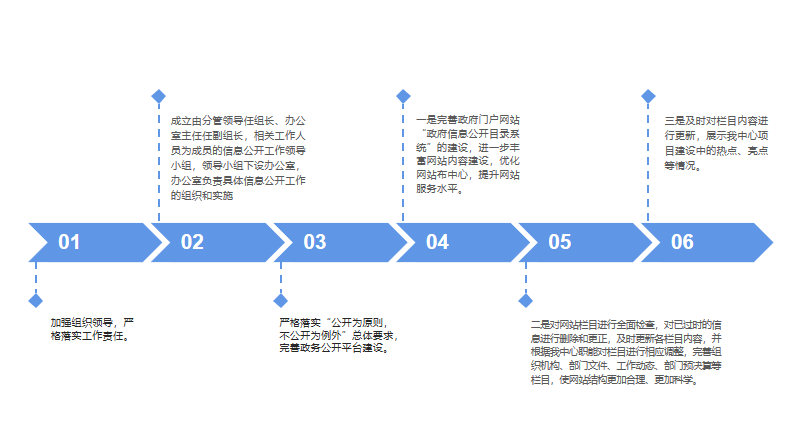 成立由分管领导任组长、办公
室主任任副组长，相关工作人
员为成员的信息公开工作领导
小组，领导小组下设办公室，
办公室负责具体信息公开工作
的组织和实施
一是完善政府门户网站
“政府信息公开目录系
统”的建设，进一步丰
富网站内容建设，优化
网站布中心，提升网站
服务水平。
三是及时对栏目内容进
行更新，展示我中心项
目建设中的热点、亮点
等情况。
01
02
03
04
05
06
加强组织领导，严
格落实工作责任。
严格落实“公开为原则，
不公开为例外”总体要求，
完善政务公开平台建设。
二是对网站栏目进行全面检查，对已过时的信
息进行删除和更正，及时更新各栏目内容，并
根据我中心职能对栏目进行相应调整，完善组
织机构、部门文件、工作动态、部门预决算等
栏目，使网站结构更加合理、更加科学。